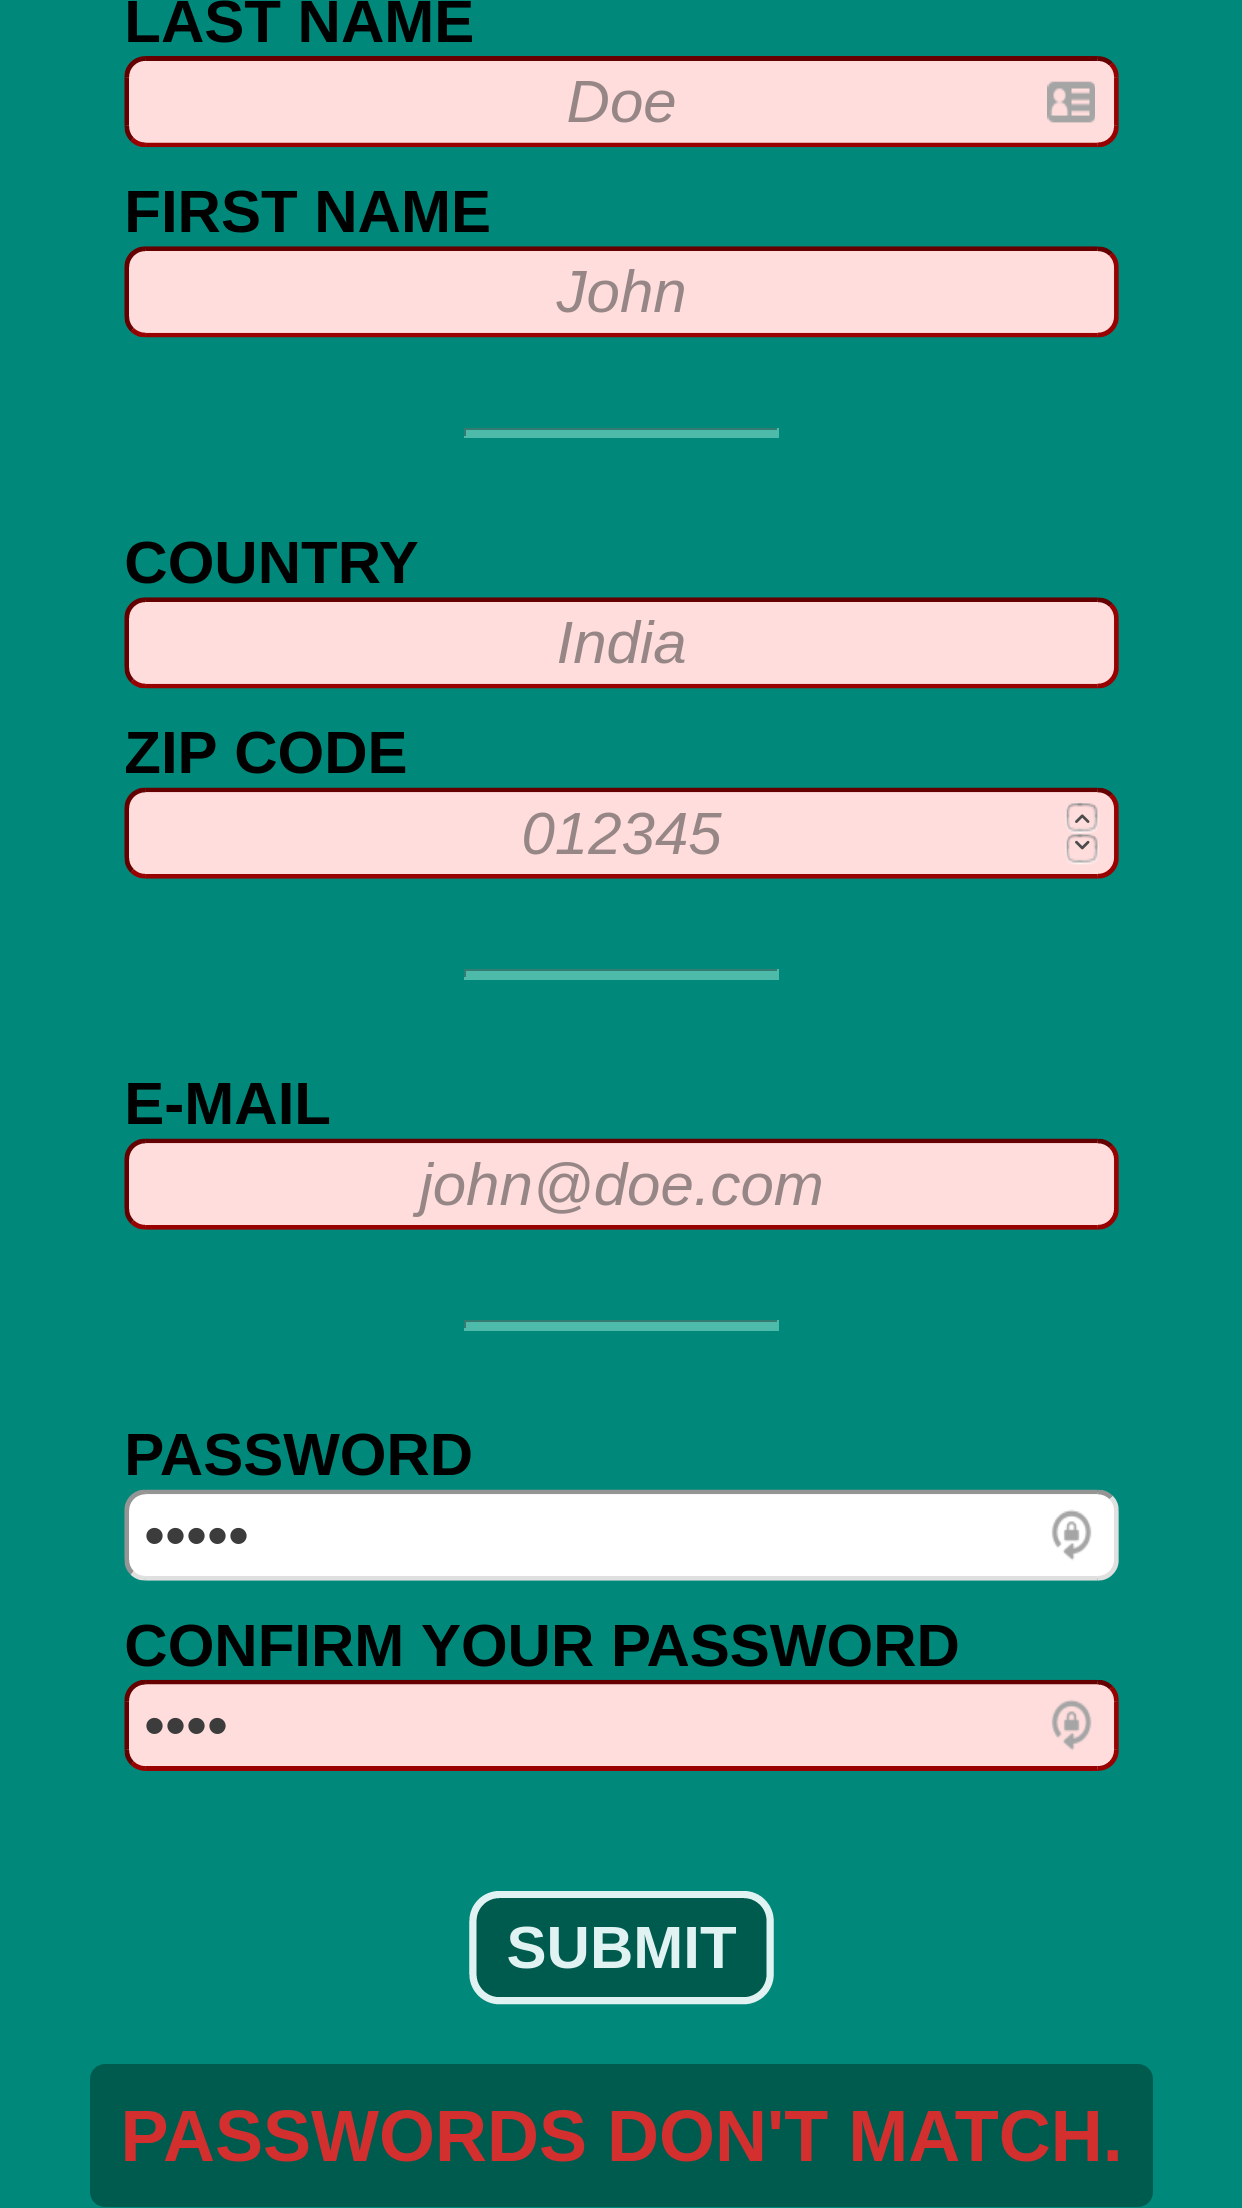 LAST NAME
Doe
FIRST NAME
John
COUNTRY
India
ZIP CODE
012345
E-MAIL
john@doe.com
PASSWORD
•••••
CONFIRM YOUR PASSWORD
••••
SUBMIT
PASSWORDS DON'T MATCH.